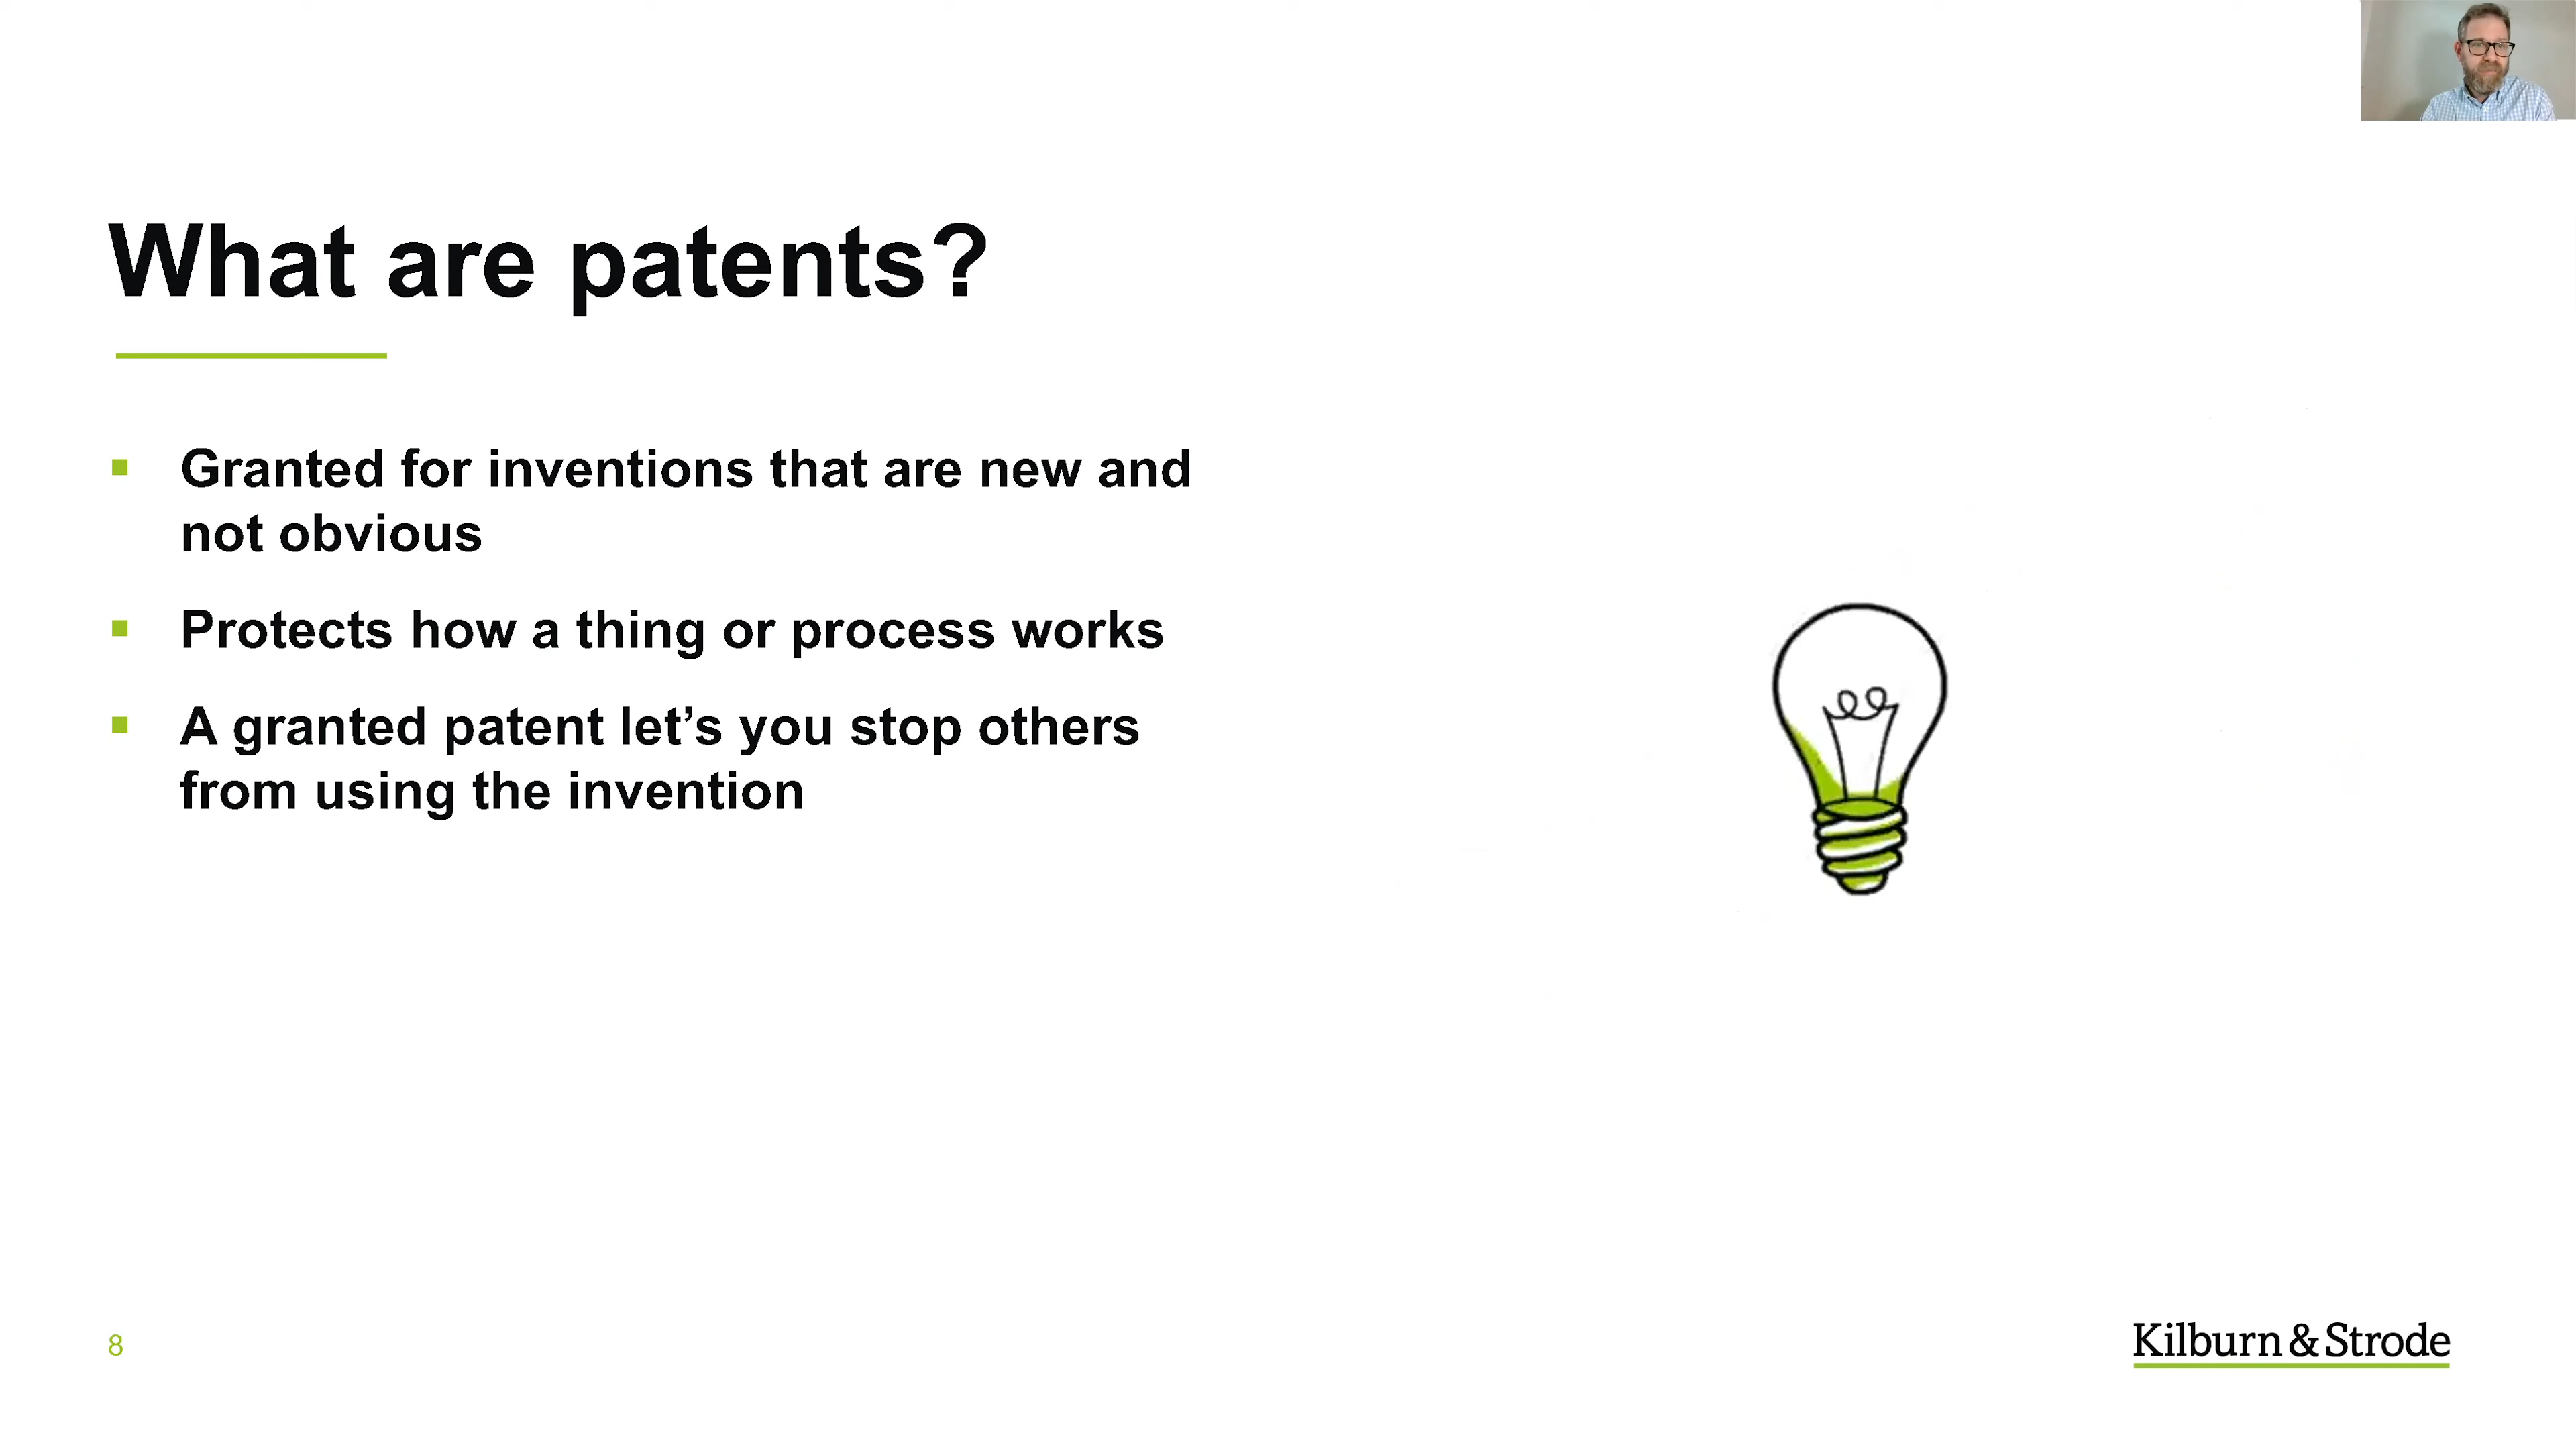 What are patents?
Granted for inventions that are new and
not obvious
Protects how a thing or process works
A granted patent let’s you stop others
from using the invention
8
Kilburn & Strode